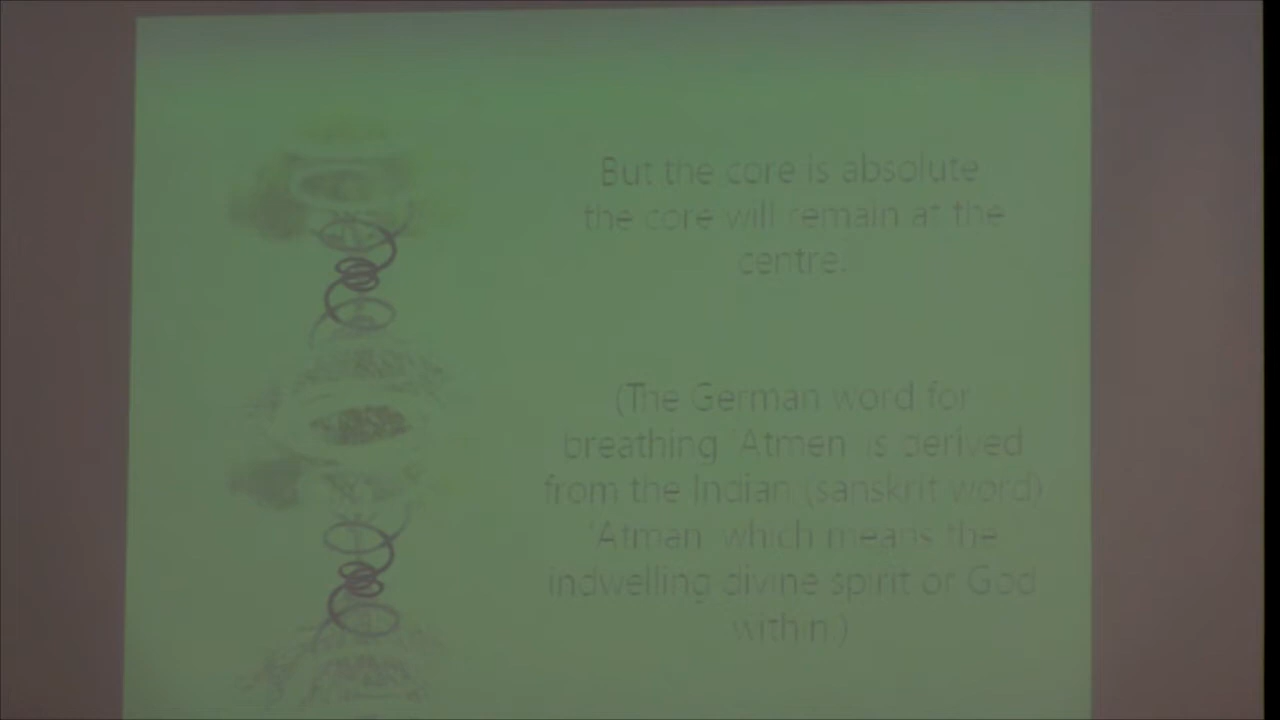 But the core is absolute
the core will remain at the
centre.
(The German word for
breathing 'Atmen' is derived
from the Indian (sanskrit word)
'Atman' which means the
indwelling divine spirit or God
within.)